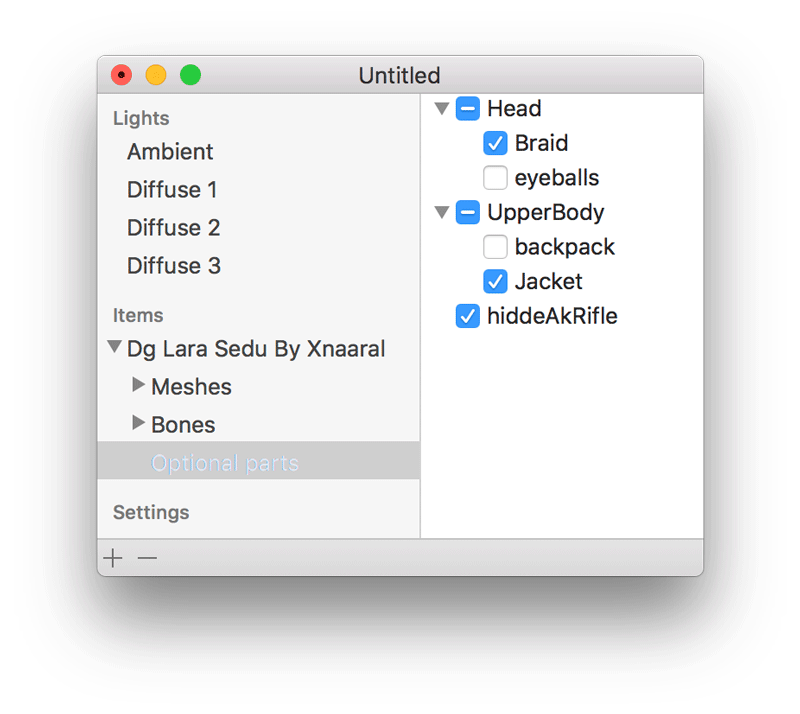 Untitled
Lights
Ambient
Diffuse 1
Diffuse 2
Diffuse 3
Items
Dg Lara Sedu By Xnaaral
Meshes
Bones
Optional parts
Settings
Head
Braid
eyeballs
UpperBody
backpack
Jacket
hiddeAkRifle